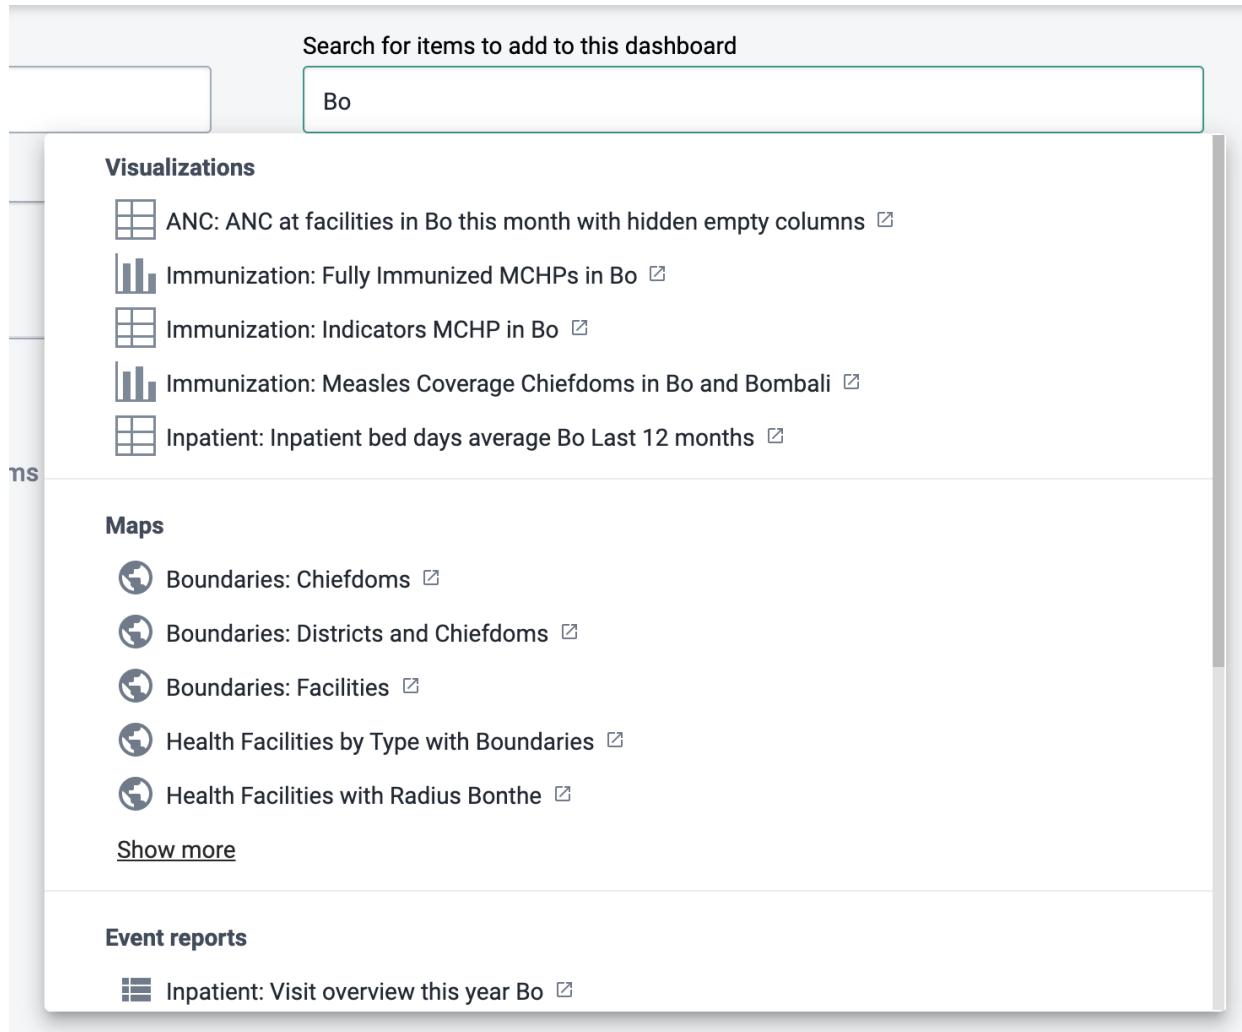 Search for items to add to this dashboard
Bo
Visualizations
ANC: ANC at facilities in Bo this month with hidden empty columns
Immunization: Fully Immunized MCHPs in Bo
Immunization: Indicators MCHP in Bo
Immunization: Measles Coverage Chiefdoms in Bo and Bombali
Inpatient: Inpatient bed days average Bo Last 12 months
ms
Maps
Boundaries: Chiefdoms
Boundaries: Districts and Chiefdoms
Boundaries: Facilities
Health Facilities by Type with Boundaries
Health Facilities with Radius Bonthe
Show more
Event reports
Inpatient: Visit overview this year Bo